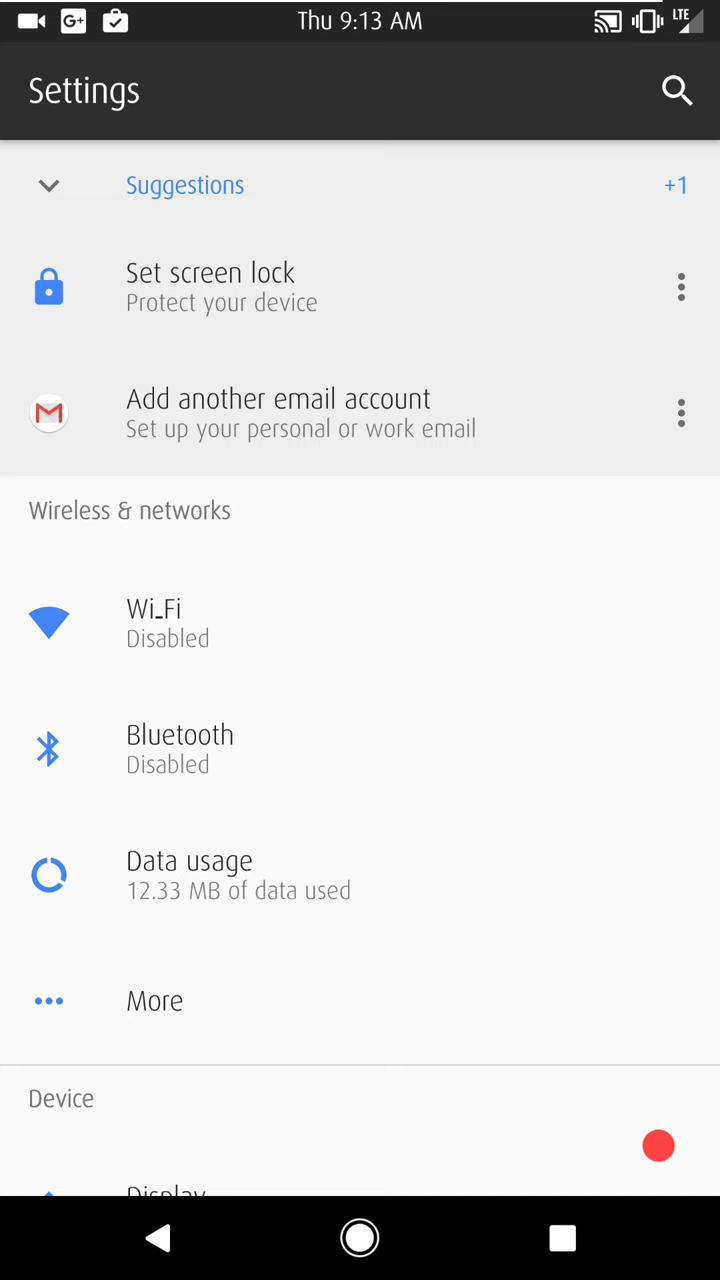 G+ Thu 9:13 AM LTE
Settings
Suggestions +1
Set screen lock
Protect your device
Add another email account
Set up your personal or work email
Wireless & networks
Wi-Fi
Disabled
Bluetooth
Disabled
Data usage
12.33 MB of data used
More
Device
Display